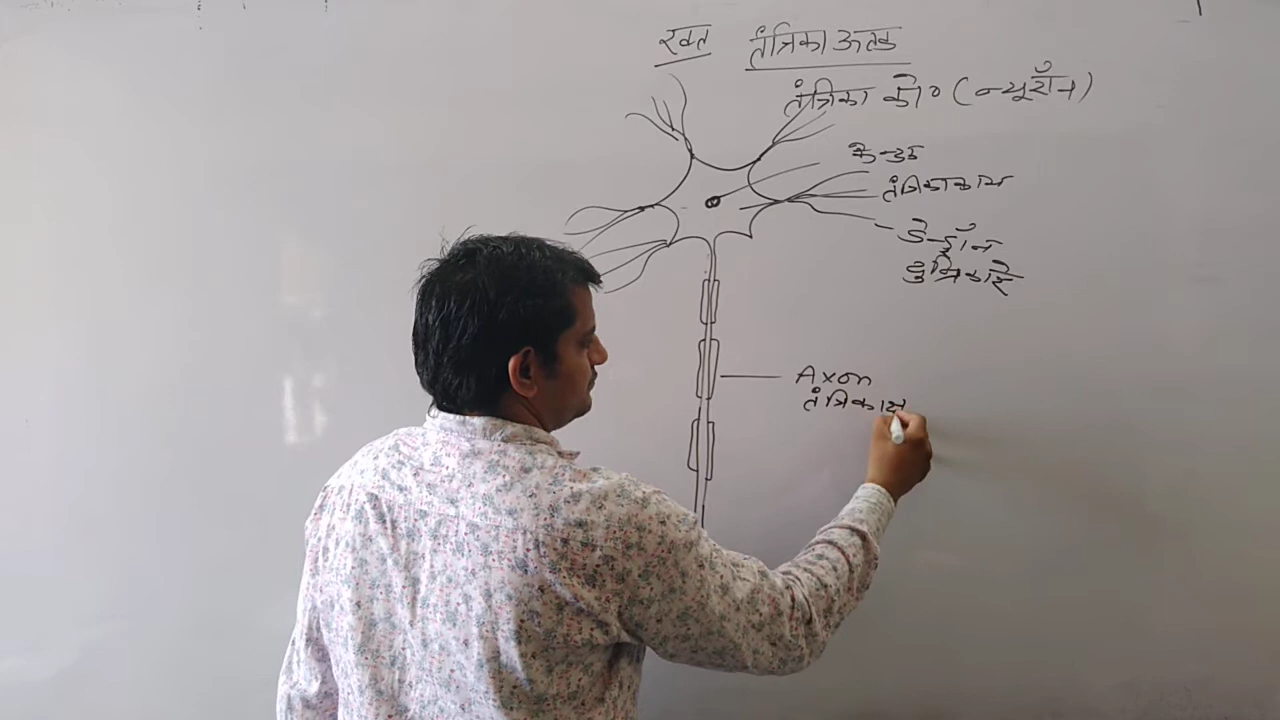 रक्त तंत्रिका ऊतक
तंत्रिका को० (न्यूरॉन)
केन्द्रक
तंत्रिकाकाय
डेन्ड्रॉन
Axon
तंत्रिकाक्ष